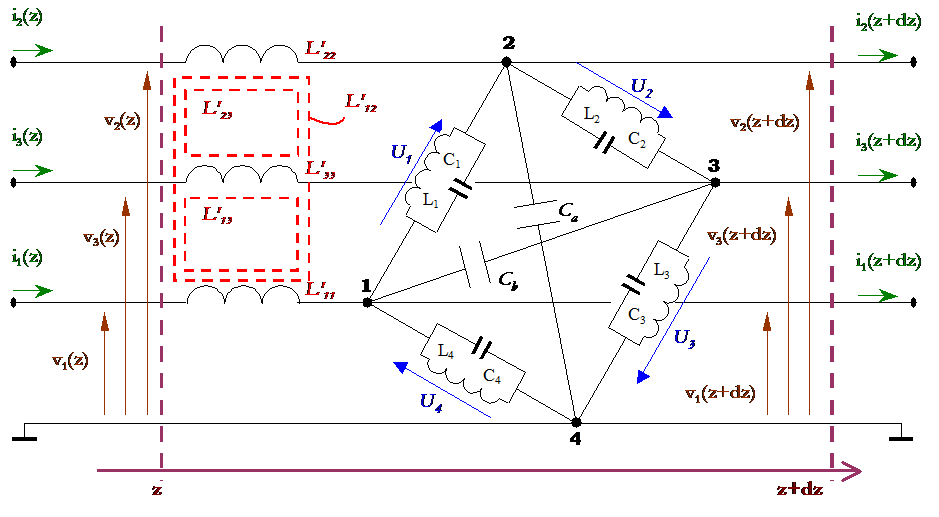 i2(z) L'22 2 i2(z+dz)
L'23 L'12 U2
v2(z) L2 C2 v2(z+dz)
i3(z) U1 C1 i3(z+dz)
L'33 3
L'13 L1 Ca
v3(z) v3(z+dz)
i1(z) Cb L3 i1(z+dz)
L'11 1 C3
U3
v1(z) L4 C4 v1(z+dz)
U4
4
z z+dz